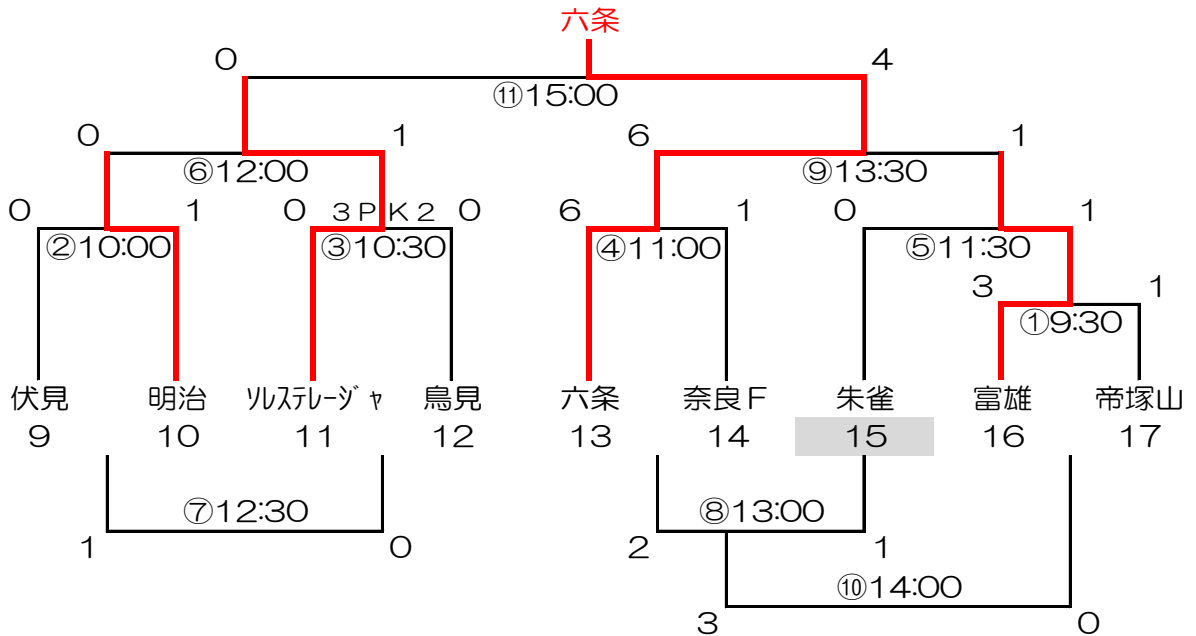 六条
0 4
⑪15:00
0 1 6 1
⑥12:00 ⑨13:30
0 1 0 3PK2 0 6 1 0 1
②10:00 ③10:30 ④11:00 ⑤11:30
3 1
①9:30
伏見 明治 ｿﾙｽﾃﾚｰｼﾞｬ 鳥見 六条 奈良F 朱雀 富雄 帝塚山
9 10 11 12 13 14 15 16 17
⑦12:30 ⑧13:00
1 0 2 1
⑩14:00
3 0